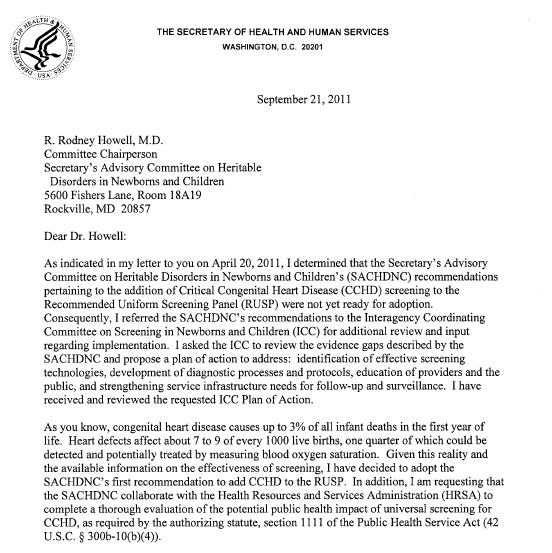 DEPARTMENT OF HEALTH & HUMAN SERVICES · USA
THE SECRETARY OF HEALTH AND HUMAN SERVICES
WASHINGTON, D.C. 20201
September 21, 2011
R. Rodney Howell, M.D.
Committee Chairperson
Secretary's Advisory Committee on Heritable
Disorders in Newborns and Children
5600 Fishers Lane, Room 18A19
Rockville, MD 20857
Dear Dr. Howell:
As indicated in my letter to you on April 20, 2011, I determined that the Secretary's Advisory
Committee on Heritable Disorders in Newborns and Children's (SACHDNC) recommendations
pertaining to the addition of Critical Congenital Heart Disease (CCHD) screening to the
Recommended Uniform Screening Panel (RUSP) were not yet ready for adoption.
Consequently, I referred the SACHDNC's recommendations to the Interagency Coordinating
Committee on Screening in Newborns and Children (ICC) for additional review and input
regarding implementation. I asked the ICC to review the evidence gaps described by the
SACHDNC and propose a plan of action to address: identification of effective screening
technologies, development of diagnostic processes and protocols, education of providers and the
public, and strengthening service infrastructure needs for follow-up and surveillance. I have
received and reviewed the requested ICC Plan of Action.
As you know, congenital heart disease causes up to 3% of all infant deaths in the first year of
life. Heart defects affect about 7 to 9 of every 1000 live births, one quarter of which could be
detected and potentially treated by measuring blood oxygen saturation. Given this reality and
the available information on the effectiveness of screening, I have decided to adopt the
SACHDNC's first recommendation to add CCHD to the RUSP. In addition, I am requesting that
the SACHDNC collaborate with the Health Resources and Services Administration (HRSA) to
complete a thorough evaluation of the potential public health impact of universal screening for
CCHD, as required by the authorizing statute, section 1111 of the Public Health Service Act (42
U.S.C. § 300b-10(b)(4)).